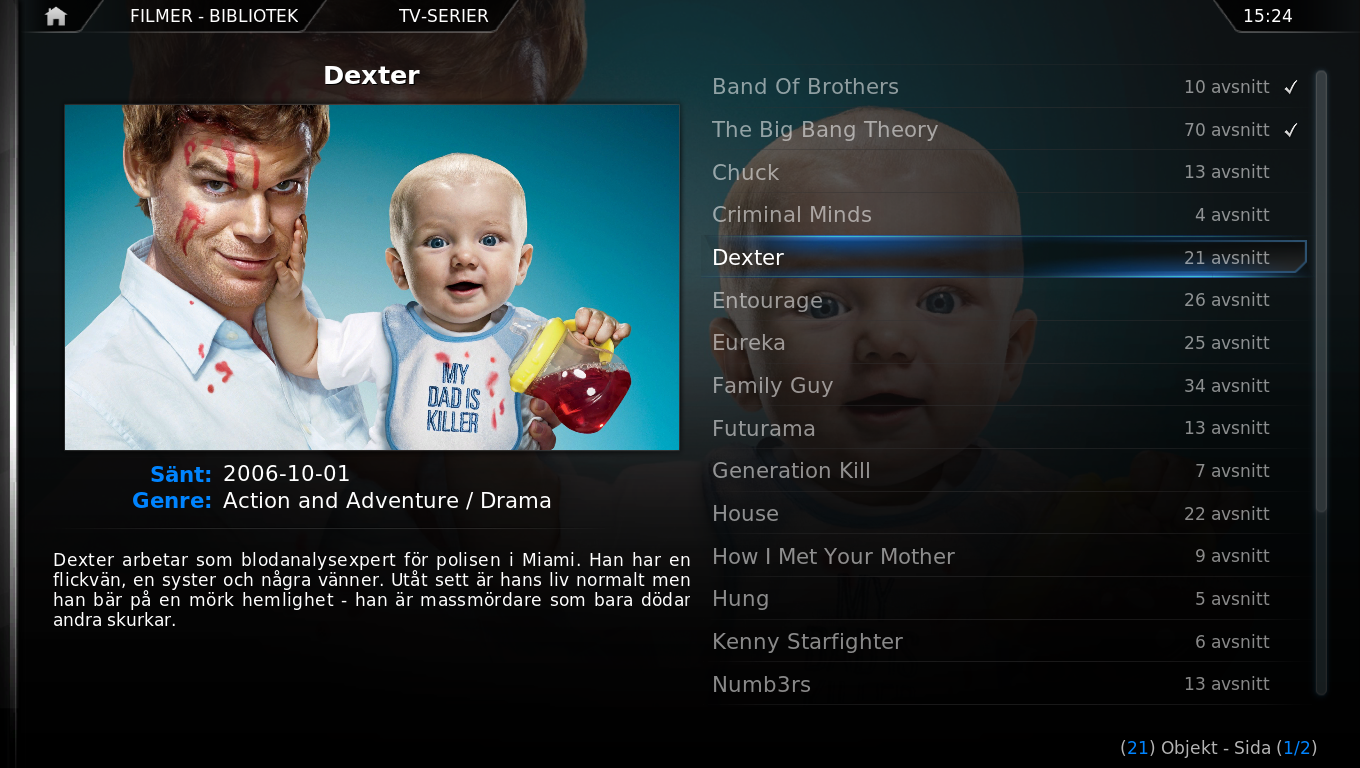 FILMER - BIBLIOTEK TV-SERIER 15:24
Dexter
MY
DAD IS
KILLER
Sänt: 2006-10-01
Genre: Action and Adventure / Drama
Dexter arbetar som blodanalysexpert för polisen i Miami. Han har en
flickvän, en syster och några vänner. Utåt sett är hans liv normalt men
han bär på en mörk hemlighet - han är massmördare som bara dödar
andra skurkar.
Band Of Brothers 10 avsnitt ✓
The Big Bang Theory 70 avsnitt ✓
Chuck 13 avsnitt
Criminal Minds 4 avsnitt
Dexter 21 avsnitt
Entourage 26 avsnitt
Eureka 25 avsnitt
Family Guy 34 avsnitt
Futurama 13 avsnitt
Generation Kill 7 avsnitt
House 22 avsnitt
How I Met Your Mother 9 avsnitt
Hung 5 avsnitt
Kenny Starfighter 6 avsnitt
Numb3rs 13 avsnitt
(21) Objekt - Sida (1/2)